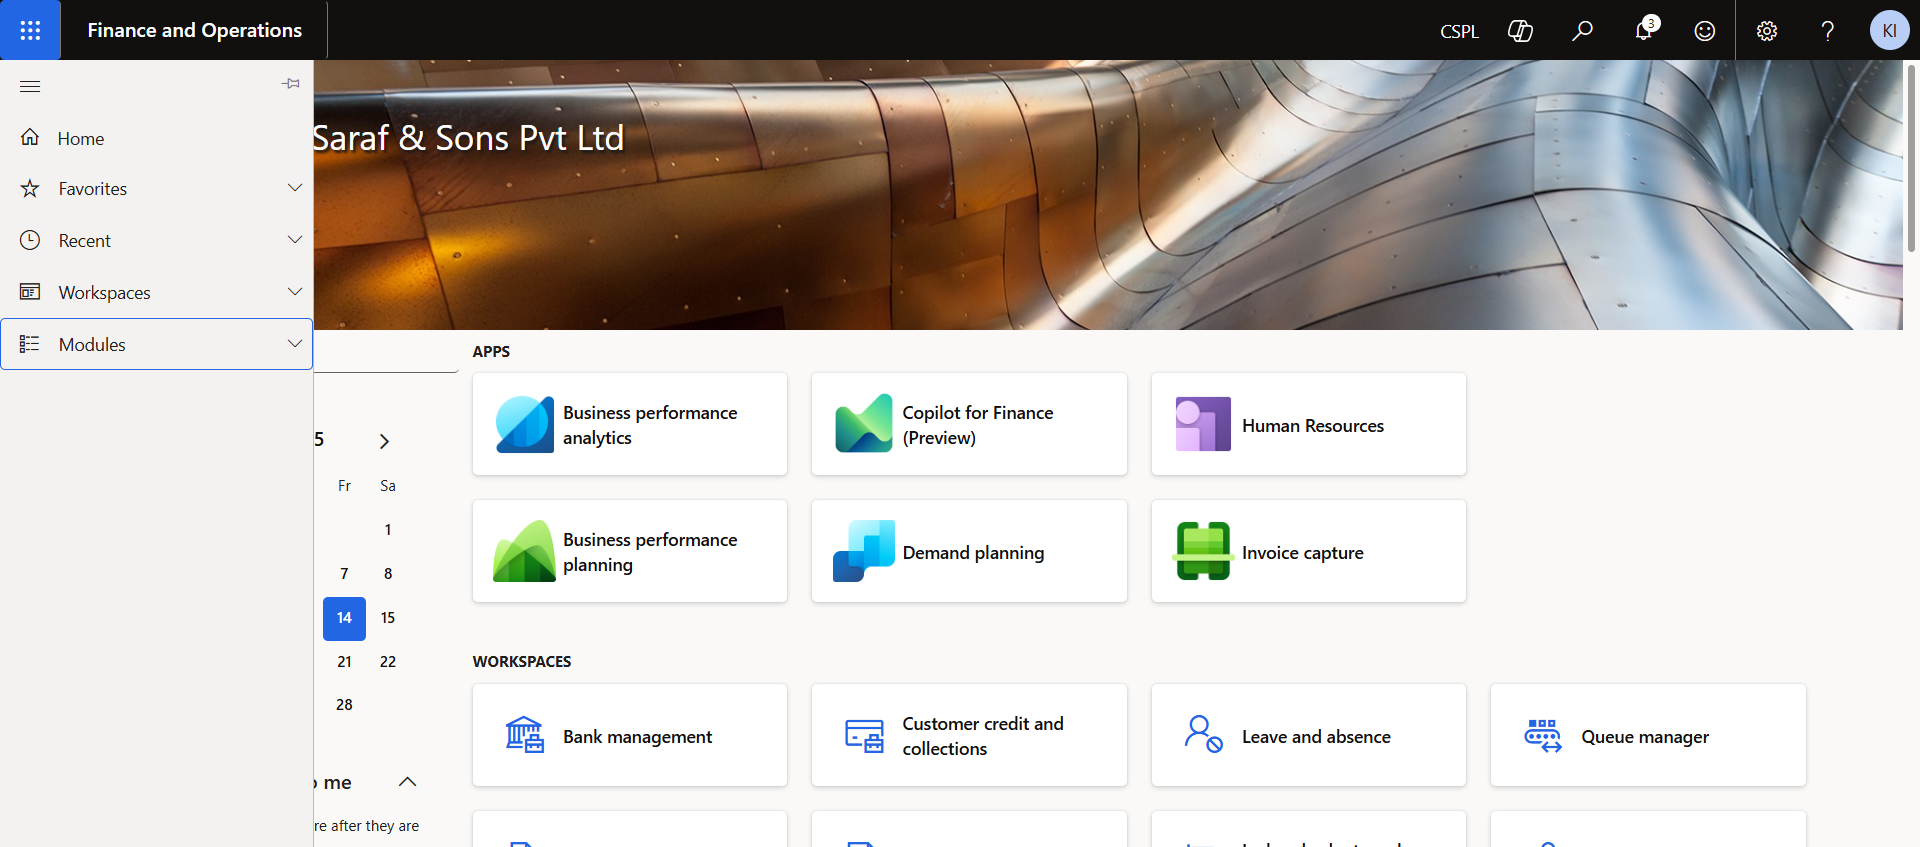 Finance and Operations
CSPL
3
KI
Home
Favorites
Recent
Workspaces
Modules
Saraf & Sons Pvt Ltd
5
Fr Sa
1
7 8
14 15
21 22
28
me
re after they are
APPS
Business performance
analytics
Copilot for Finance
(Preview)
Human Resources
Business performance
planning
Demand planning
Invoice capture
WORKSPACES
Bank management
Customer credit and
collections
Leave and absence
Queue manager